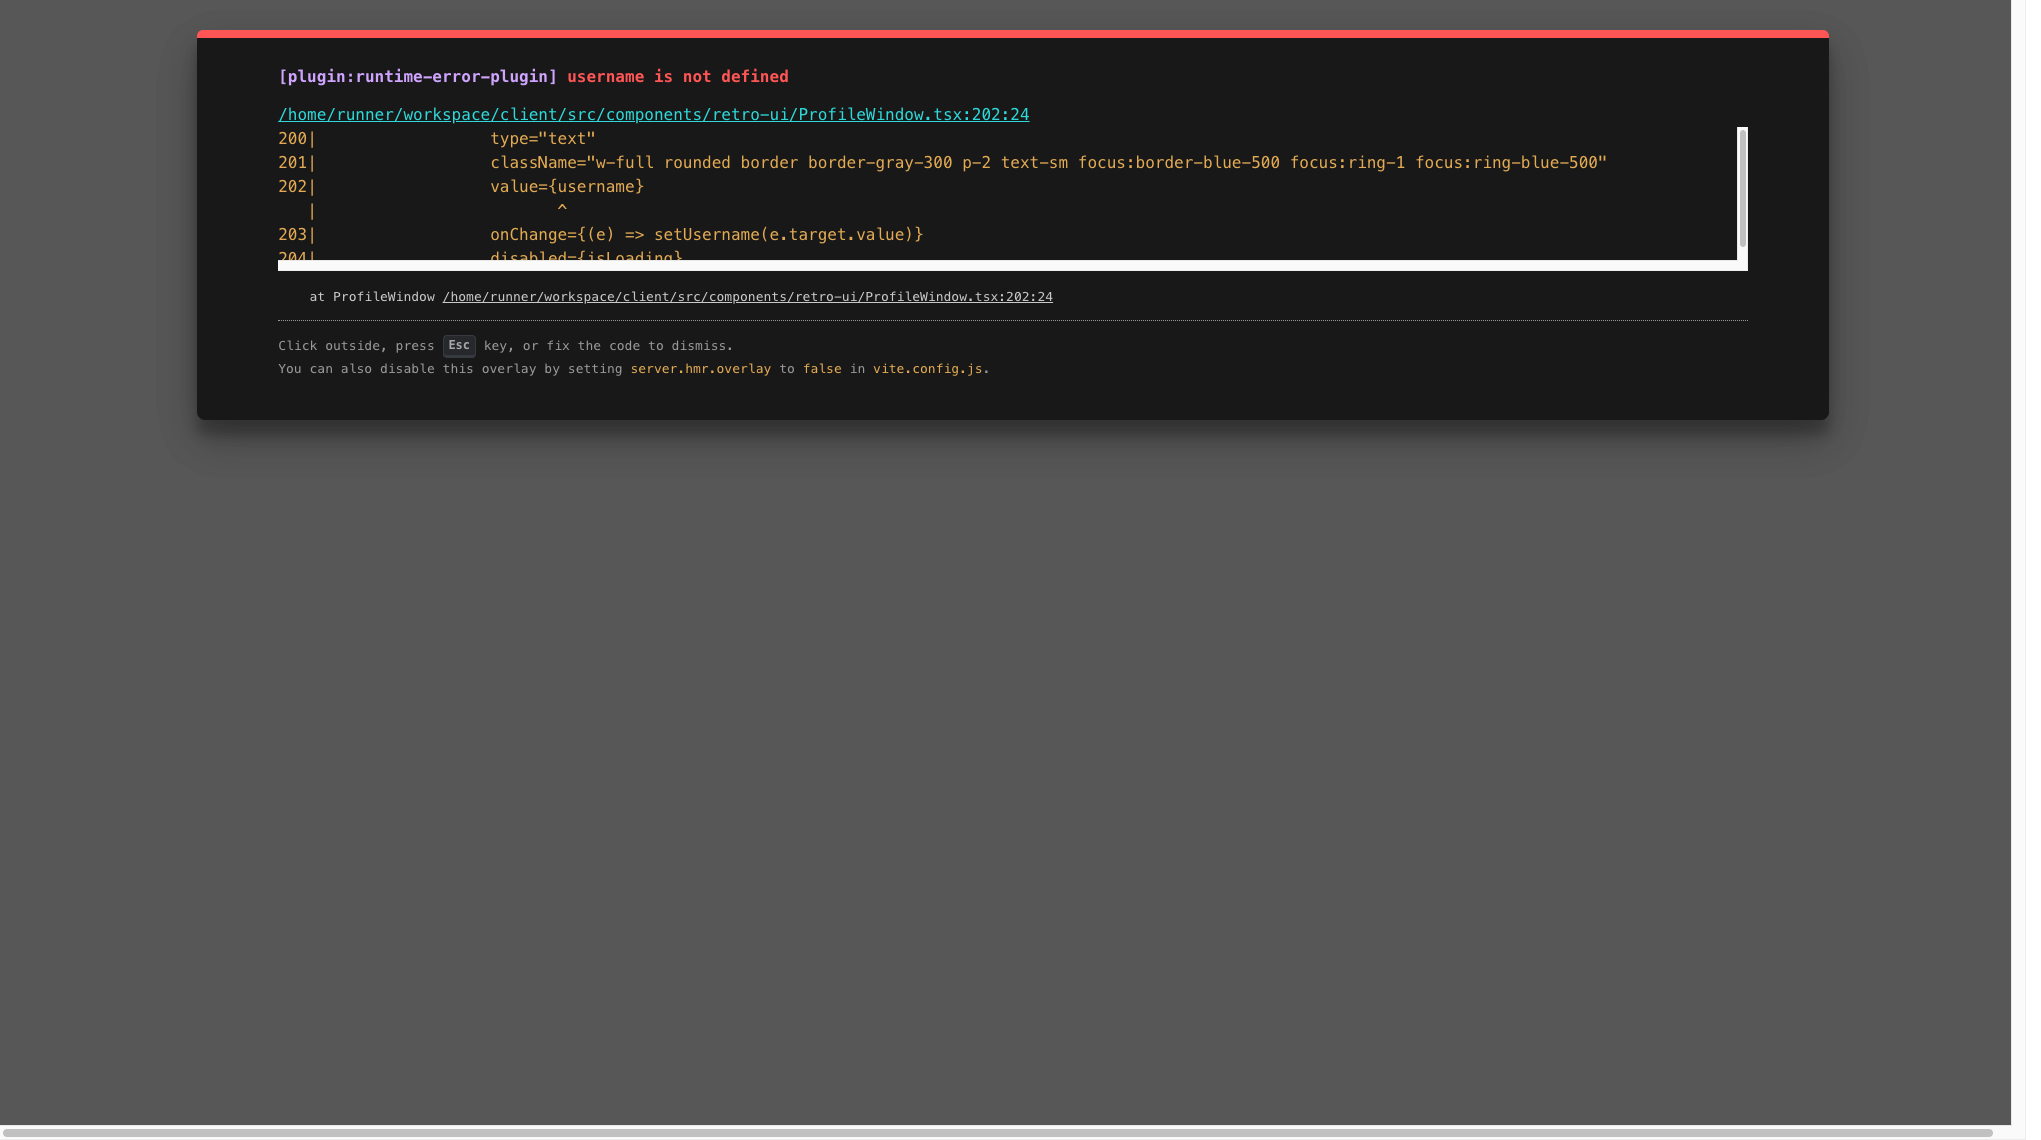 [plugin:runtime-error-plugin] username is not defined
/home/runner/workspace/client/src/components/retro-ui/ProfileWindow.tsx:202:24
200|                  type="text"
201|                  className="w-full rounded border border-gray-300 p-2 text-sm focus:border-blue-500 focus:ring-1 focus:ring-blue-500"
202|                  value={username}
   |                         ^
203|                  onChange={(e) => setUsername(e.target.value)}
204|                  disabled={isLoading}
at ProfileWindow /home/runner/workspace/client/src/components/retro-ui/ProfileWindow.tsx:202:24
Click outside, press Esc key, or fix the code to dismiss.
You can also disable this overlay by setting server.hmr.overlay to false in vite.config.js.